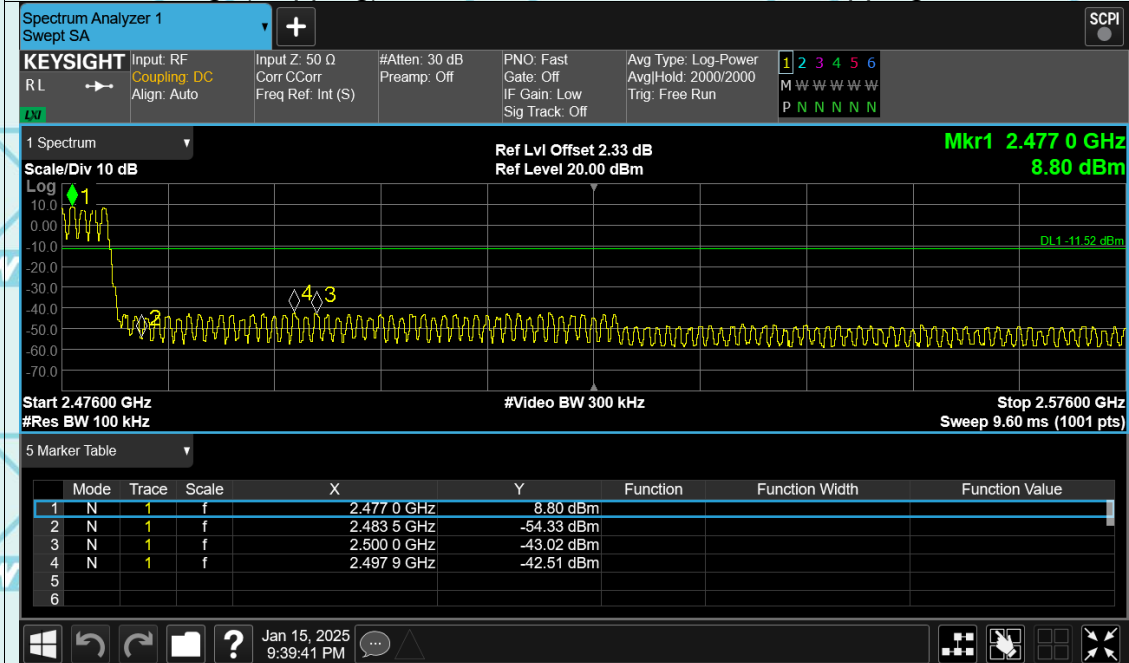 Spectrum Analyzer 1
Swept SA
+
SCPI
KEYSIGHT
RL
LXI
Input: RF
Coupling: DC
Align: Auto
Input Z: 50 Ω
Corr CCorr
Freq Ref: Int (S)
#Atten: 30 dB
Preamp: Off
PNO: Fast
Gate: Off
IF Gain: Low
Sig Track: Off
Avg Type: Log-Power
Avg|Hold: 2000/2000
Trig: Free Run
1 2 3 4 5 6
M W W W W W
P N N N N N
1 Spectrum
Scale/Div 10 dB
Ref Lvl Offset 2.33 dB
Ref Level 20.00 dBm
Mkr1 2.477 0 GHz
8.80 dBm
Log
10.0
0.00
-10.0
-20.0
-30.0
-40.0
-50.0
-60.0
-70.0
1
2
4
3
DL1 -11.52 dBm
Start 2.47600 GHz
#Video BW 300 kHz
Stop 2.57600 GHz
#Res BW 100 kHz
Sweep 9.60 ms (1001 pts)
5 Marker Table
Mode Trace Scale X Y Function Function Width Function Value
1 N 1 f 2.477 0 GHz 8.80 dBm
2 N 1 f 2.483 5 GHz -54.33 dBm
3 N 1 f 2.500 0 GHz -43.02 dBm
4 N 1 f 2.497 9 GHz -42.51 dBm
5
6
?
Jan 15, 2025
9:39:41 PM